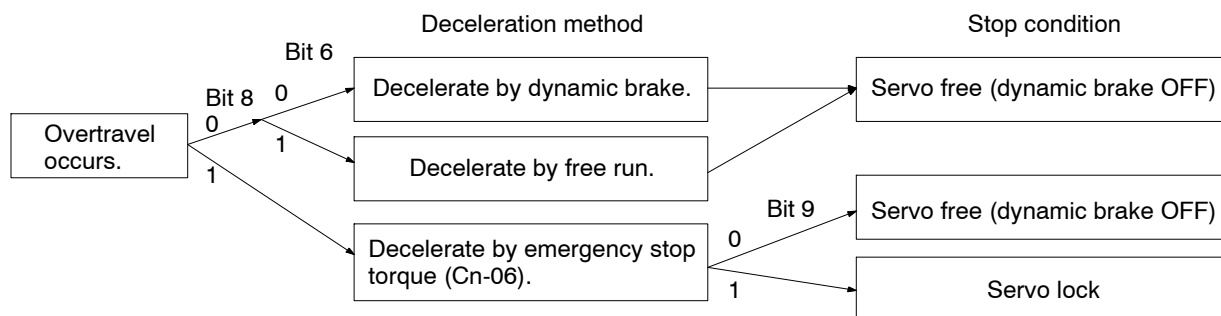 Deceleration method
Stop condition
Bit 6
Decelerate by dynamic brake.
Servo free (dynamic brake OFF)
0
Bit 8
0
Overtravel
occurs.
1
Decelerate by free run.
1
Bit 9
Servo free (dynamic brake OFF)
Decelerate by emergency stop
torque (Cn-06).
0
1
Servo lock